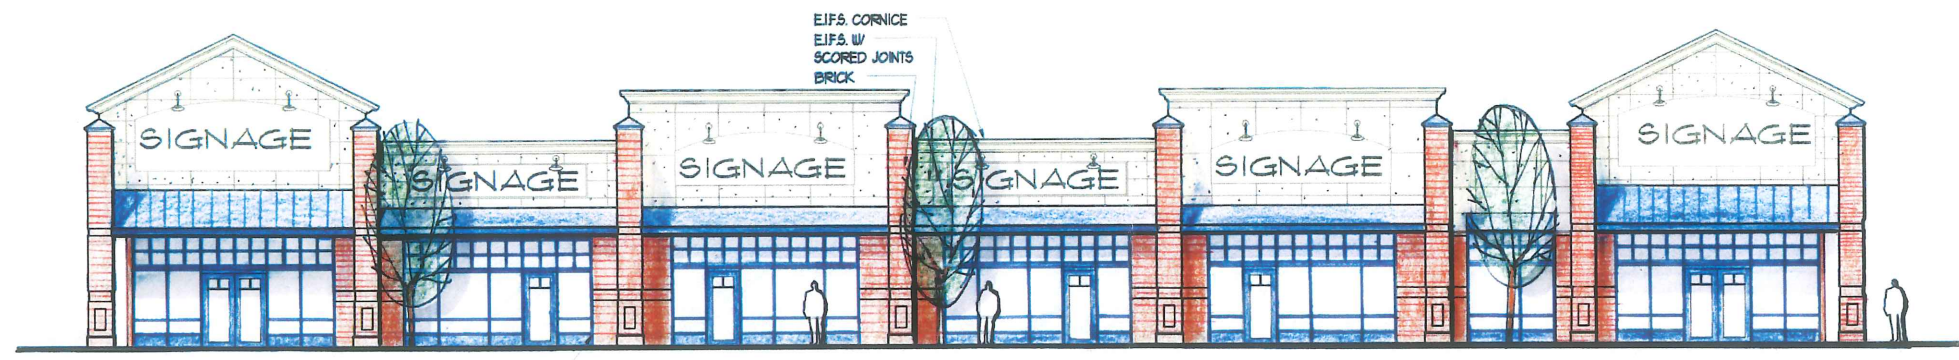 E.I.F.S. CORNICE
E.I.F.S. W/
SCORED JOINTS
BRICK
SIGNAGE
SIGNAGE
SIGNAGE
SIGNAGE
SIGNAGE
SIGNAGE